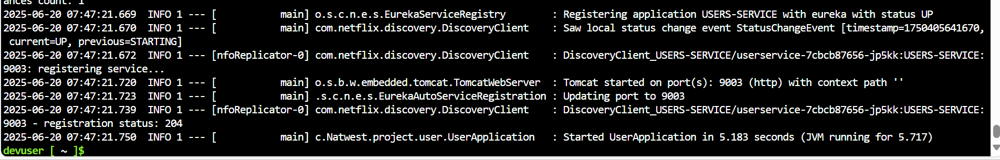 ances count: 1
2025-06-20 07:47:21.669  INFO 1 --- [           main] o.s.c.n.e.s.EurekaServiceRegistry        : Registering application USERS-SERVICE with eureka with status UP
2025-06-20 07:47:21.670  INFO 1 --- [           main] com.netflix.discovery.DiscoveryClient    : Saw local status change event StatusChangeEvent [timestamp=1750405641670,
 current=UP, previous=STARTING]
2025-06-20 07:47:21.672  INFO 1 --- [nfoReplicator-0] com.netflix.discovery.DiscoveryClient    : DiscoveryClient_USERS-SERVICE/userservice-7cbcb87656-jp5kk:USERS-SERVICE:
9003: registering service...
2025-06-20 07:47:21.720  INFO 1 --- [           main] o.s.b.w.embedded.tomcat.TomcatWebServer  : Tomcat started on port(s): 9003 (http) with context path ''
2025-06-20 07:47:21.723  INFO 1 --- [           main] .s.c.n.e.s.EurekaAutoServiceRegistration : Updating port to 9003
2025-06-20 07:47:21.739  INFO 1 --- [nfoReplicator-0] com.netflix.discovery.DiscoveryClient    : DiscoveryClient_USERS-SERVICE/userservice-7cbcb87656-jp5kk:USERS-SERVICE:
9003 - registration status: 204
2025-06-20 07:47:21.750  INFO 1 --- [           main] c.Natwest.project.user.UserApplication   : Started UserApplication in 5.183 seconds (JVM running for 5.717)
devuser [ ~ ]$